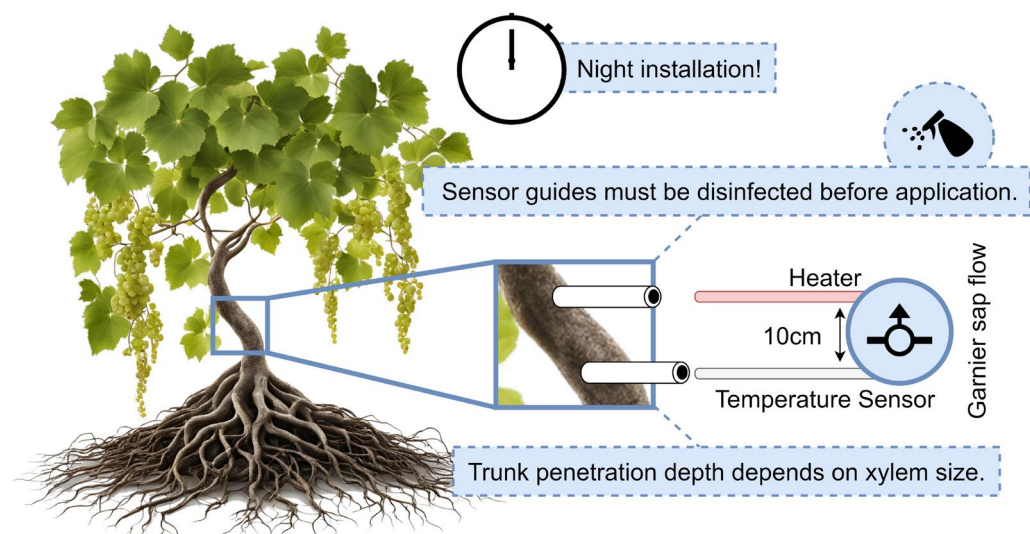 Night installation!
Sensor guides must be disinfected before application.
Heater
10cm
Temperature Sensor
Garnier sap flow
Trunk penetration depth depends on xylem size.